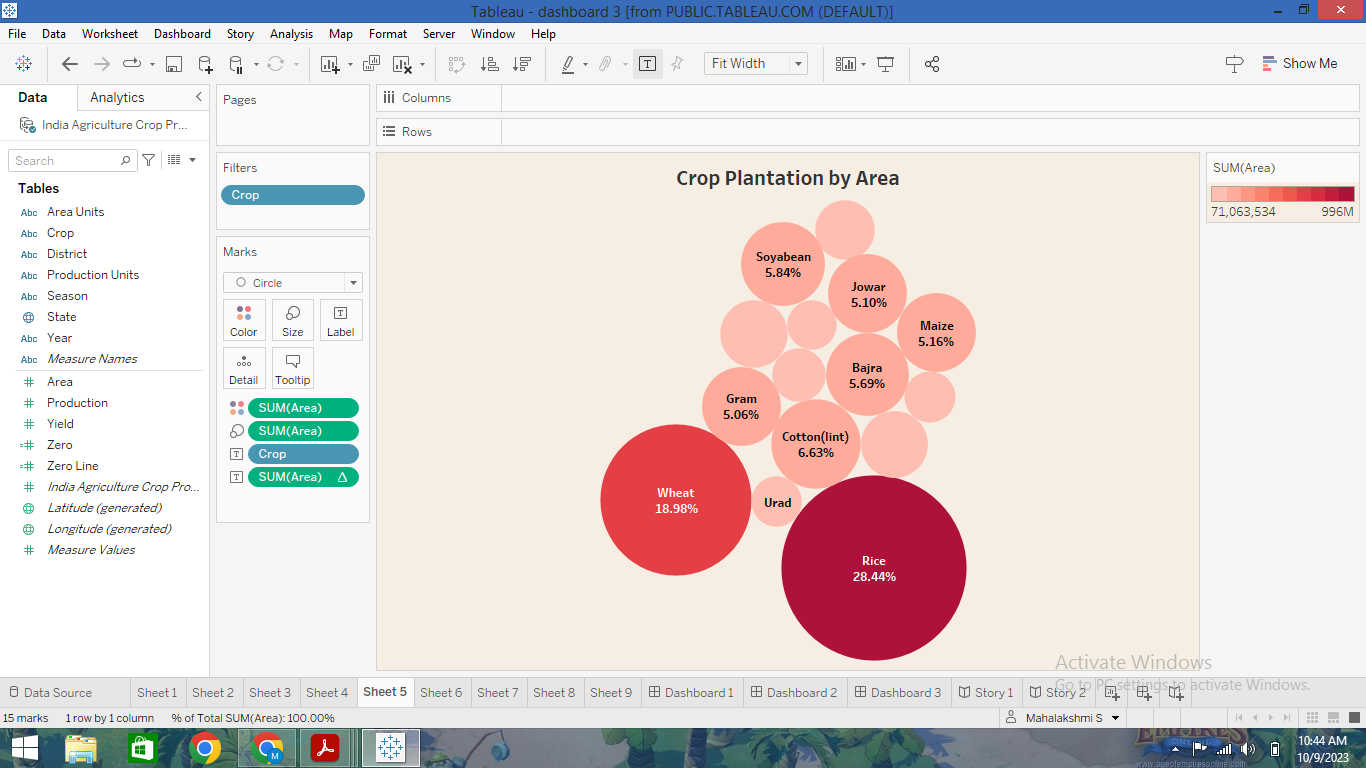 Tableau - dashboard 3 [from PUBLIC.TABLEAU.COM (DEFAULT)]
File Data Worksheet Dashboard Story Analysis Map Format Server Window Help
Fit Width
Show Me
Data Analytics
India Agriculture Crop Pr...
Search
Tables
Abc Area Units
Abc Crop
Abc District
Abc Production Units
Abc Season
State
Abc Year
Abc Measure Names
# Area
# Production
# Yield
=# Zero
=# Zero Line
# India Agriculture Crop Pro...
Latitude (generated)
Longitude (generated)
# Measure Values
Pages
Filters
Crop
Marks
Circle
Color Size Label
Detail Tooltip
SUM(Area)
SUM(Area)
Crop
SUM(Area) △
Columns
Rows
Crop Plantation by Area
Soyabean
5.84%
Jowar
5.10%
Maize
5.16%
Bajra
5.69%
Gram
5.06%
Cotton(lint)
6.63%
Wheat
18.98%
Urad
Rice
28.44%
SUM(Area)
71,063,534 996M
Activate Windows
Go to PC settings to activate Windows.
Data Source Sheet 1 Sheet 2 Sheet 3 Sheet 4 Sheet 5 Sheet 6 Sheet 7 Sheet 8 Sheet 9 Dashboard 1 Dashboard 2 Dashboard 3 Story 1 Story 2
15 marks 1 row by 1 column % of Total SUM(Area): 100.00% Mahalakshmi S
M
10:44 AM
10/9/2023
www.ageofempiresonline.com